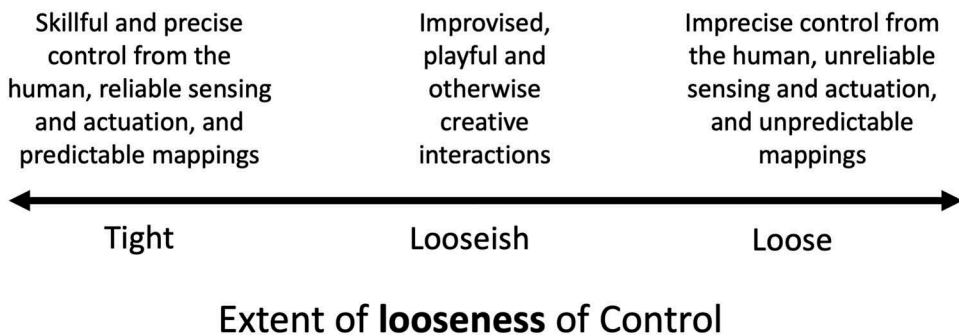 Skillful and precise
control from the
human, reliable sensing
and actuation, and
predictable mappings
Improvised,
playful and
otherwise
creative
interactions
Imprecise control from
the human, unreliable
sensing and actuation,
and unpredictable
mappings
Tight
Looseish
Loose
Extent of looseness of Control